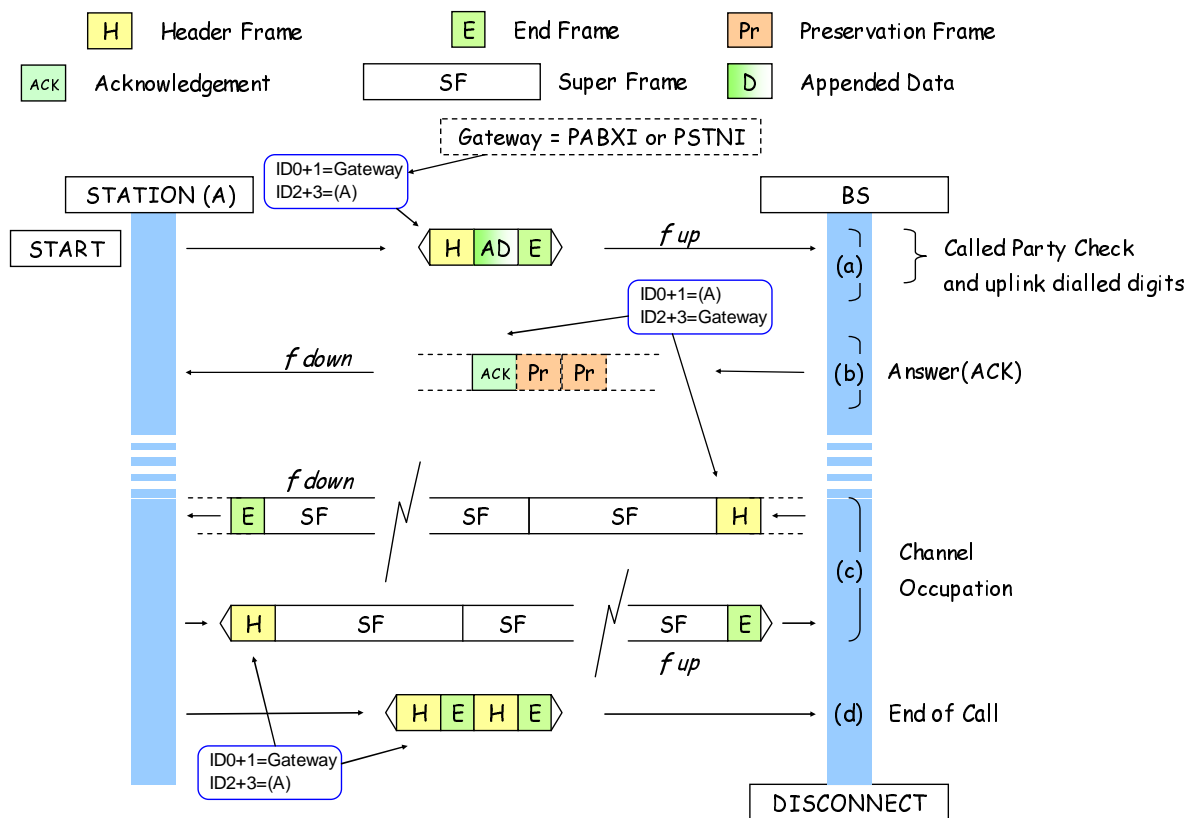 H Header Frame E End Frame Pr Preservation Frame
ACK Acknowledgement SF Super Frame D Appended Data
Gateway = PABXI or PSTNI
ID0+1=Gateway
ID2+3=(A)
STATION (A)
BS
START
H AD E
f up
(a)
Called Party Check
and uplink dialled digits
ID0+1=(A)
ID2+3=Gateway
f down
ACK Pr Pr
(b)
Answer(ACK)
f down
E SF SF SF H
(c)
Channel
Occupation
H SF SF SF E
f up
H E H E
(d)
End of Call
ID0+1=Gateway
ID2+3=(A)
DISCONNECT